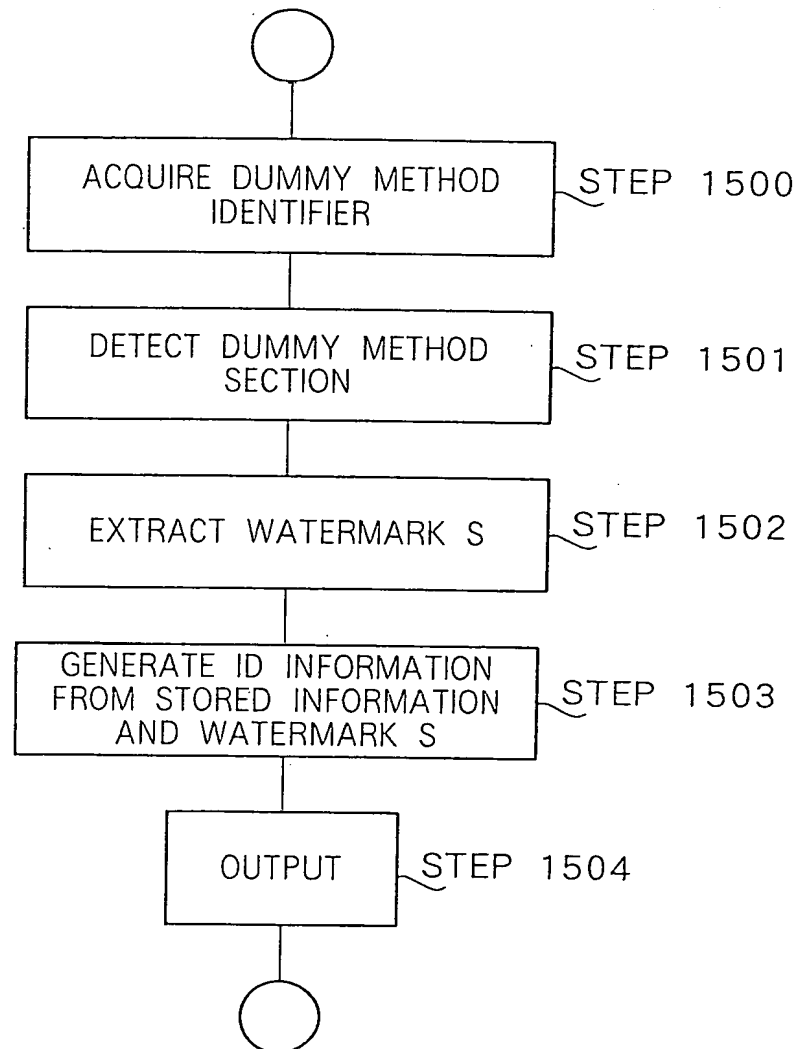 ACQUIRE DUMMY METHOD
IDENTIFIER
STEP 1500
DETECT DUMMY METHOD
SECTION
STEP 1501
EXTRACT WATERMARK S
STEP 1502
GENERATE ID INFORMATION
FROM STORED INFORMATION
AND WATERMARK S
STEP 1503
OUTPUT
STEP 1504